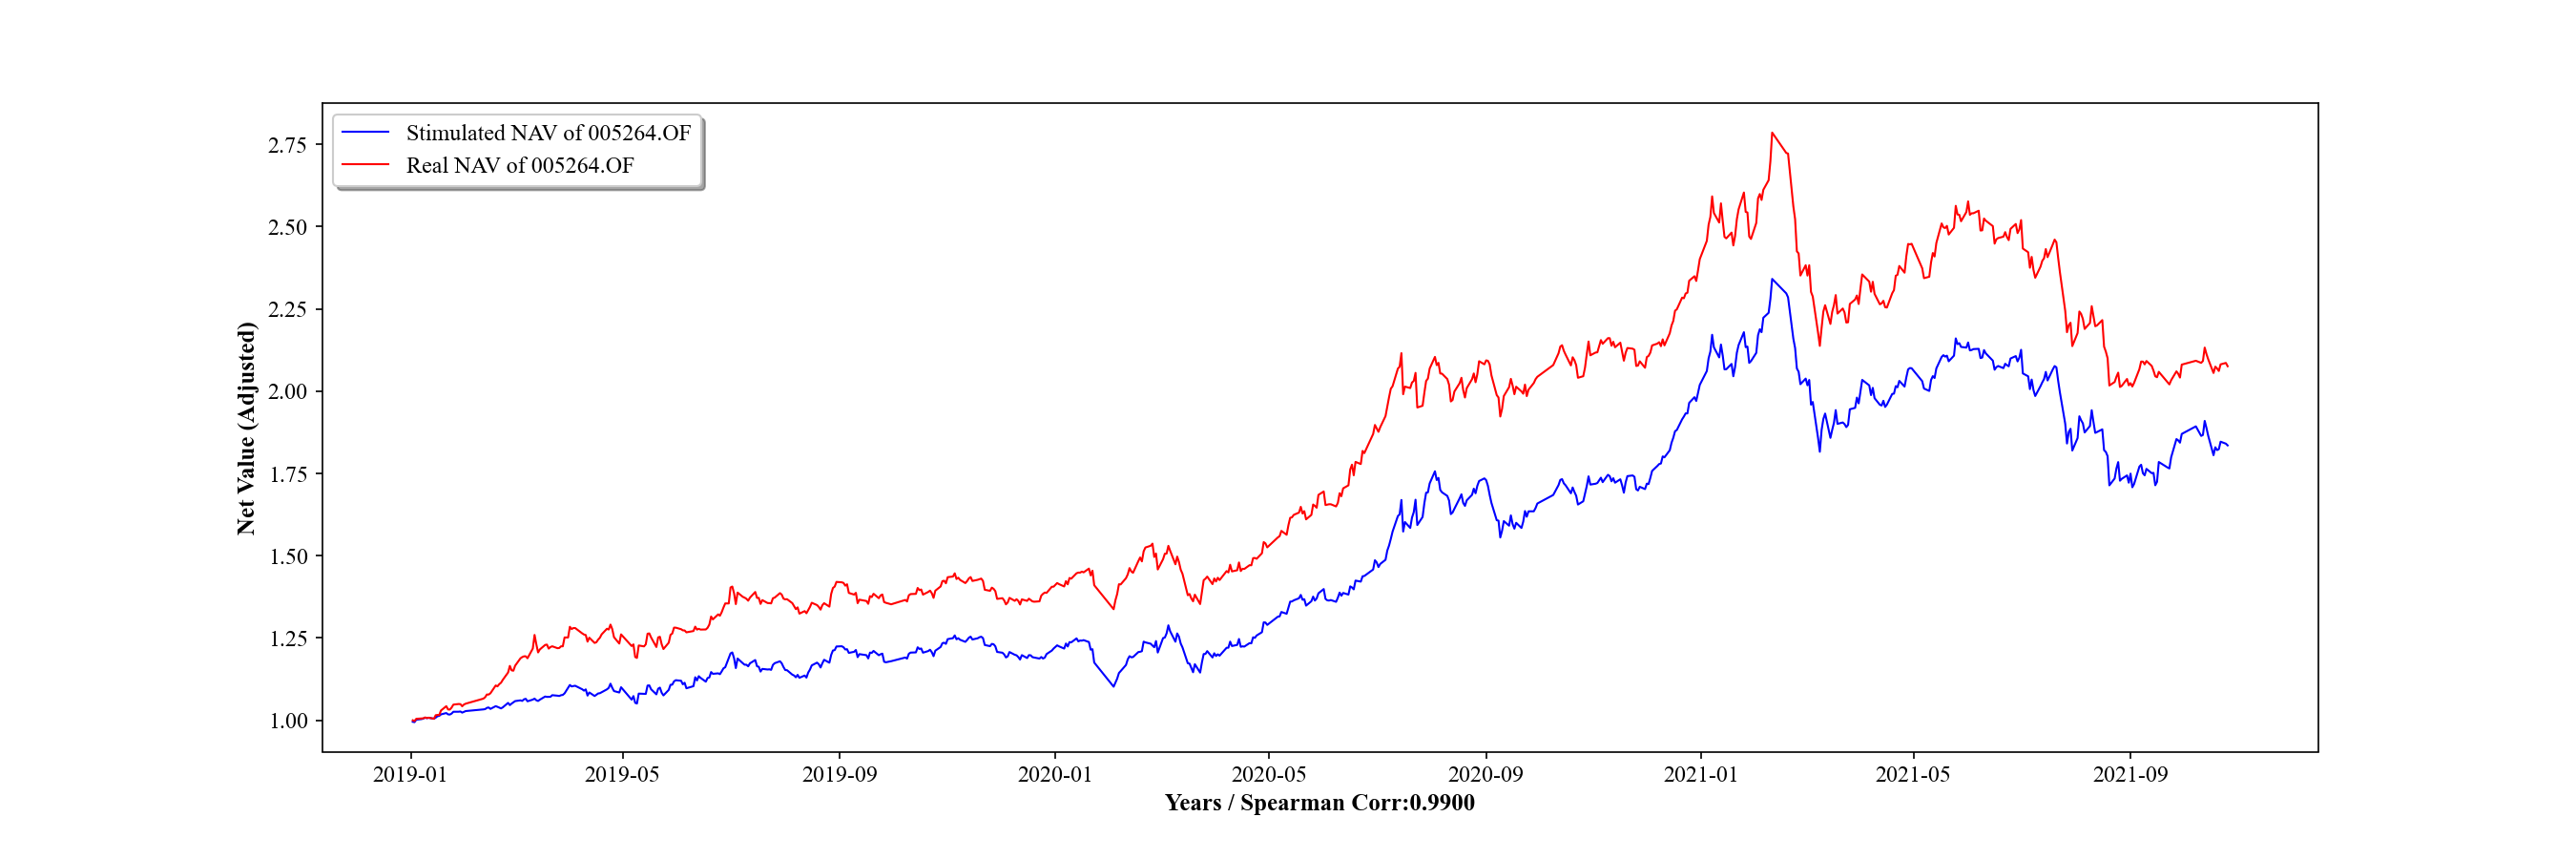 Stimulated NAV of 005264.OF
Real NAV of 005264.OF
Net Value (Adjusted)
2.75
2.50
2.25
2.00
1.75
1.50
1.25
1.00
2019-01 2019-05 2019-09 2020-01 2020-05 2020-09 2021-01 2021-05 2021-09
Years / Spearman Corr:0.9900